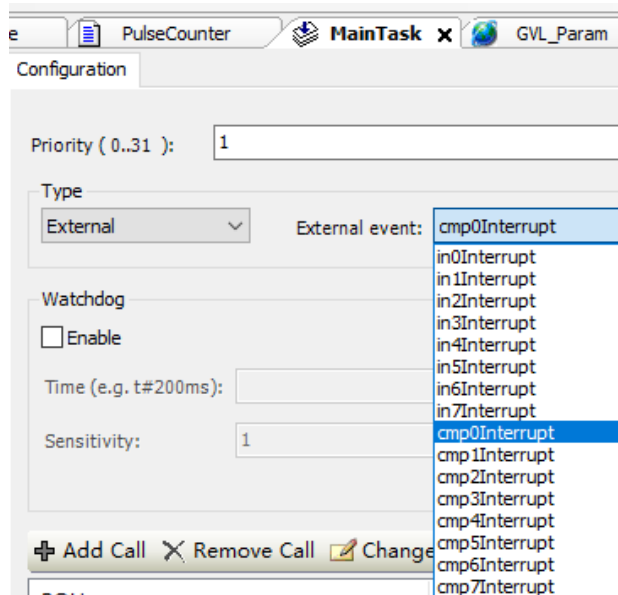 e PulseCounter MainTask x GVL_Param
Configuration
Priority ( 0..31 ): 1
Type
External External event: cmp0Interrupt
in0Interrupt
in1Interrupt
in2Interrupt
Watchdog
in3Interrupt
Enable
in4Interrupt
in5Interrupt
Time (e.g. t#200ms):
in6Interrupt
in7Interrupt
Sensitivity: 1
cmp0Interrupt
cmp1Interrupt
cmp2Interrupt
cmp3Interrupt
cmp4Interrupt
Add Call Remove Call Change
cmp5Interrupt
cmp6Interrupt
cmp7Interrupt